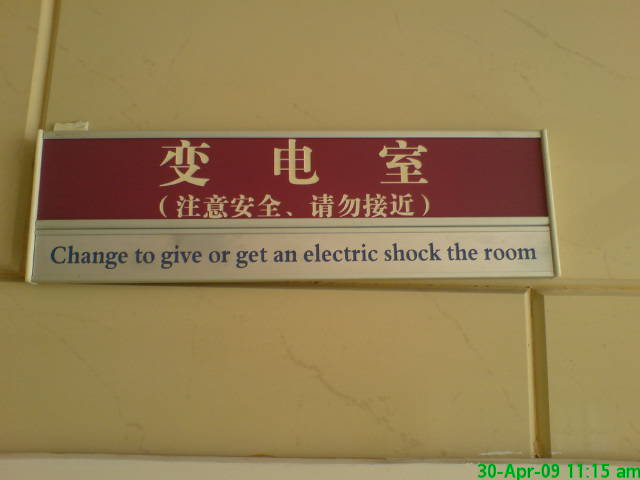 变电室
（注意安全、请勿接近）
Change to give or get an electric shock the room
30-Apr-09 11:15 am